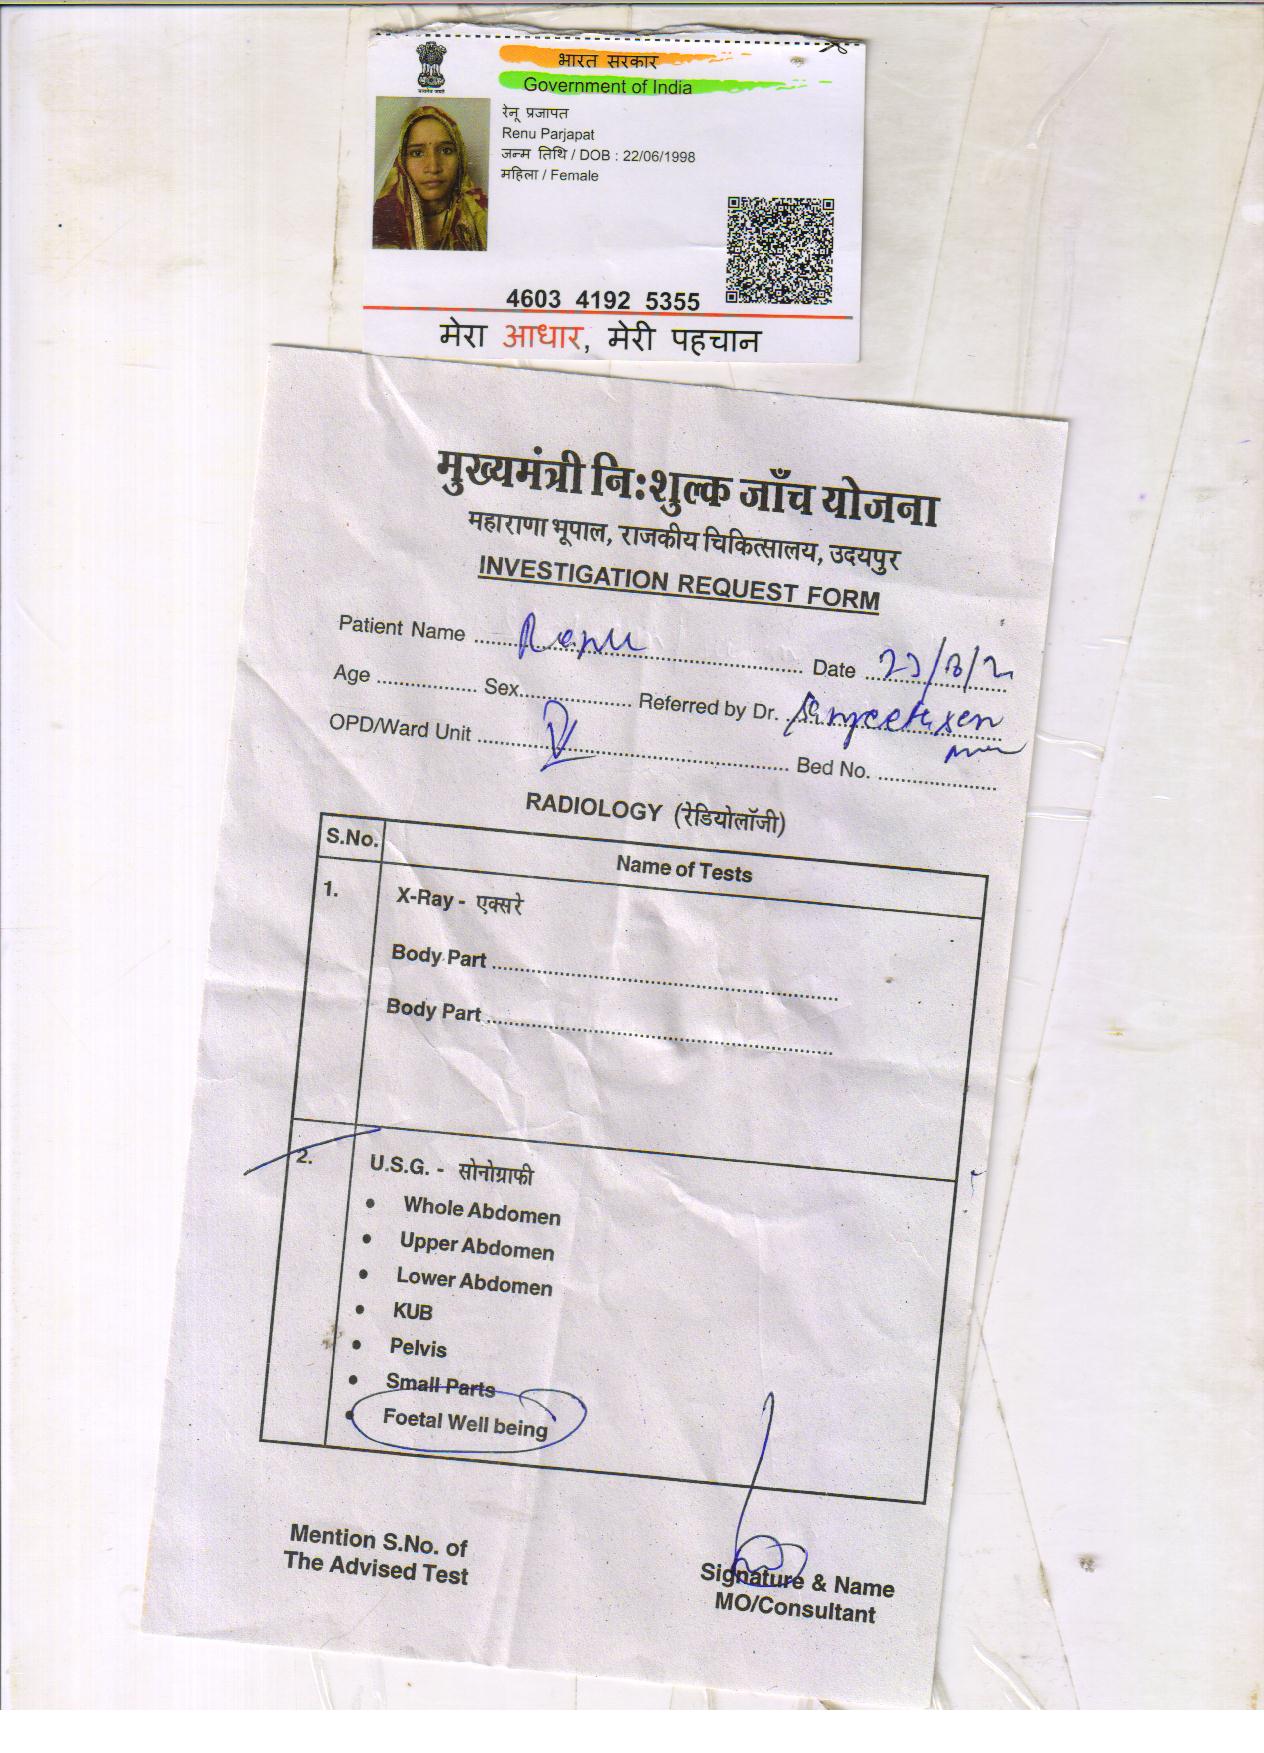 भारत सरकार
Government of India
रेनू प्रजापत
Renu Parjapat
जन्म तिथि / DOB : 22/06/1998
महिला / Female
4603 4192 5355
मेरा आधार, मेरी पहचान
मुख्यमंत्री नि:शुल्क जाँच योजना
महाराणा भूपाल, राजकीय चिकित्सालय, उदयपुर
INVESTIGATION REQUEST FORM
Patient Name Renu Date
Age Sex Referred by Dr.
OPD/Ward Unit Bed No.
RADIOLOGY (रेडियोलॉजी)
S.No. Name of Tests
1. X-Ray - एक्सरे
Body Part
Body Part
2. U.S.G. - सोनोग्राफी
• Whole Abdomen
• Upper Abdomen
• Lower Abdomen
• KUB
• Pelvis
• Small Parts
• Foetal Well being
Mention S.No. of
The Advised Test
Signature & Name
MO/Consultant